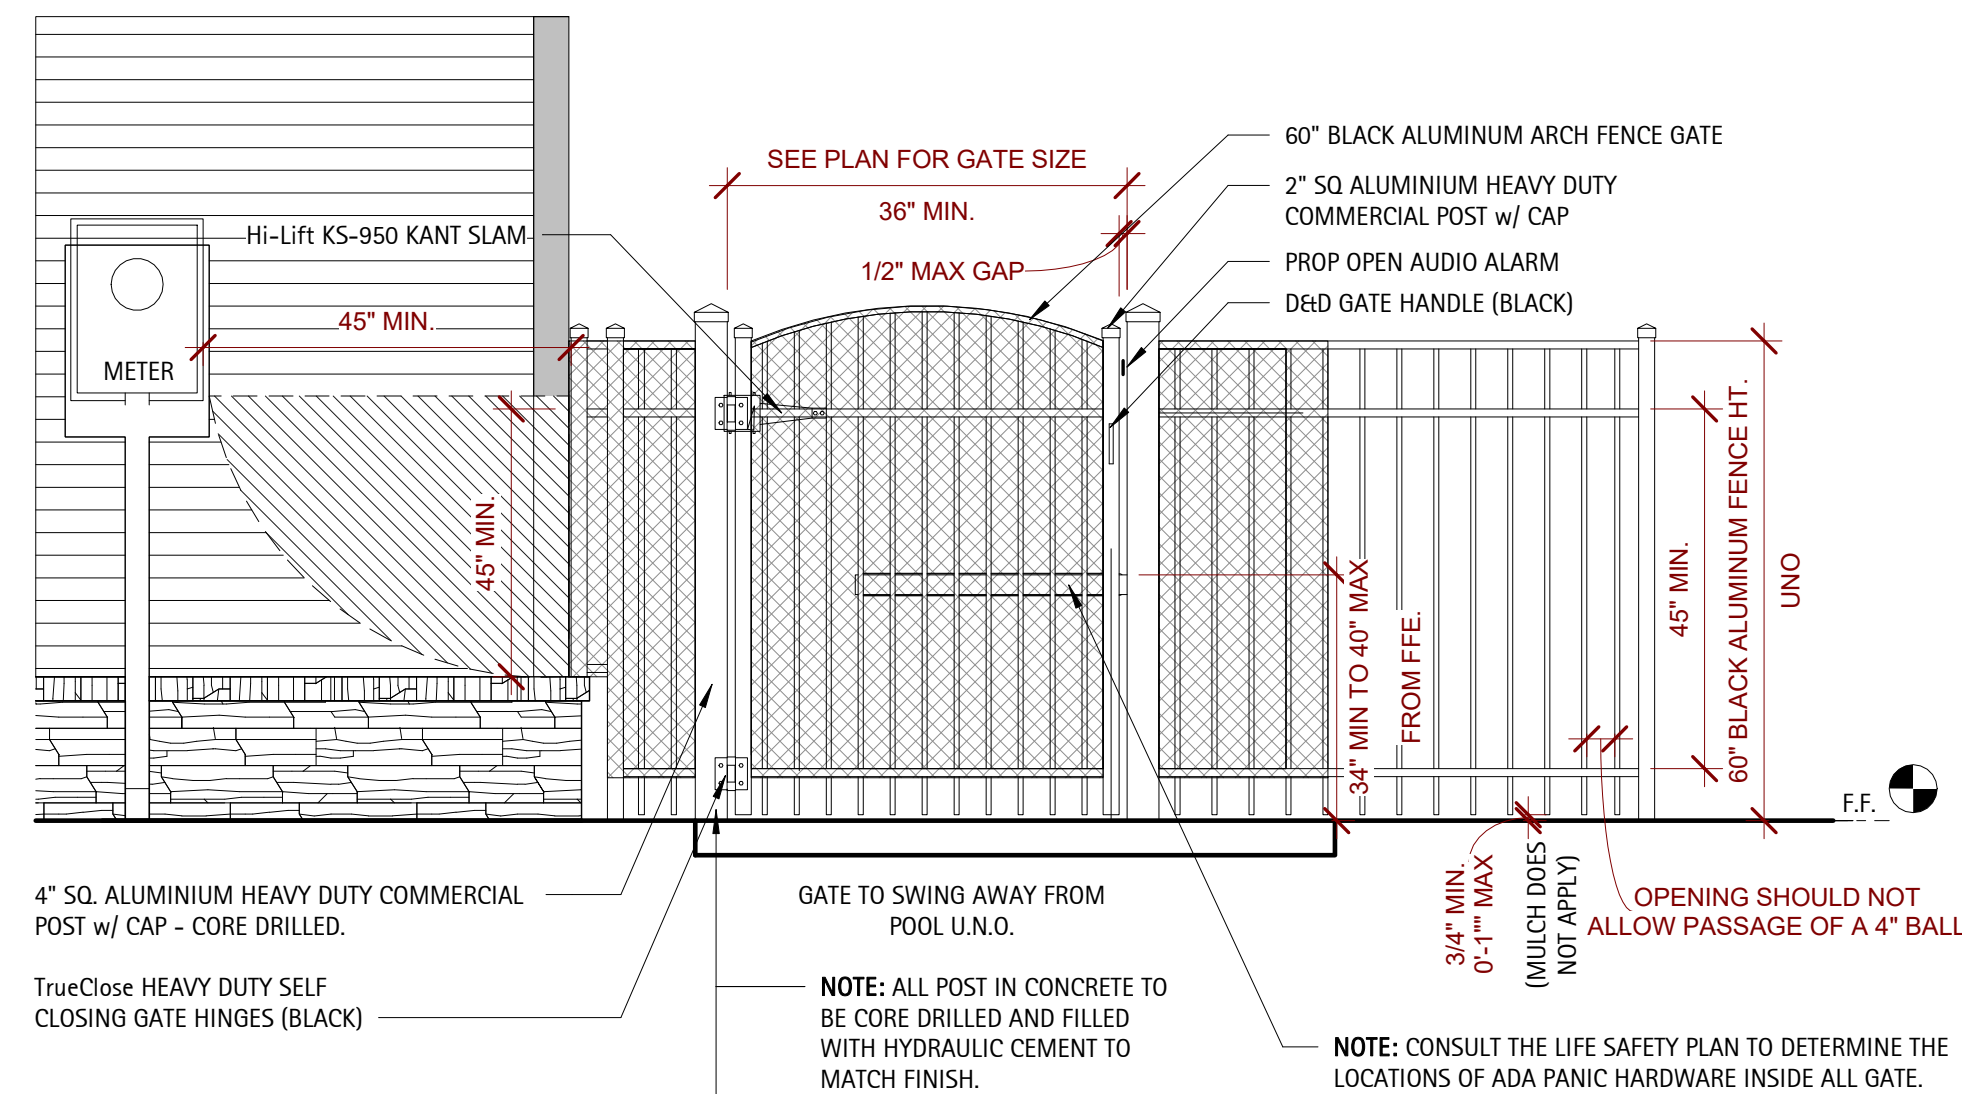 60" BLACK ALUMINUM ARCH FENCE GATE
SEE PLAN FOR GATE SIZE
2" SQ ALUMINIUM HEAVY DUTY
COMMERCIAL POST w/ CAP
36" MIN.
Hi-Lift KS-950 KANT SLAM
PROP OPEN AUDIO ALARM
1/2" MAX GAP
D&D GATE HANDLE (BLACK)
45" MIN.
METER
45" MIN.
34" MIN TO 40" MAX
FROM FFE.
45" MIN.
60" BLACK ALUMINUM FENCE HT.
UNO
F.F.
3/4" MIN.
0'-1"" MAX
(MULCH DOES
NOT APPLY)
OPENING SHOULD NOT
ALLOW PASSAGE OF A 4" BALL
4" SQ. ALUMINIUM HEAVY DUTY COMMERCIAL
POST w/ CAP - CORE DRILLED.
GATE TO SWING AWAY FROM
POOL U.N.O.
TrueClose HEAVY DUTY SELF
CLOSING GATE HINGES (BLACK)
NOTE: ALL POST IN CONCRETE TO
BE CORE DRILLED AND FILLED
WITH HYDRAULIC CEMENT TO
MATCH FINISH.
NOTE: CONSULT THE LIFE SAFETY PLAN TO DETERMINE THE
LOCATIONS OF ADA PANIC HARDWARE INSIDE ALL GATE.